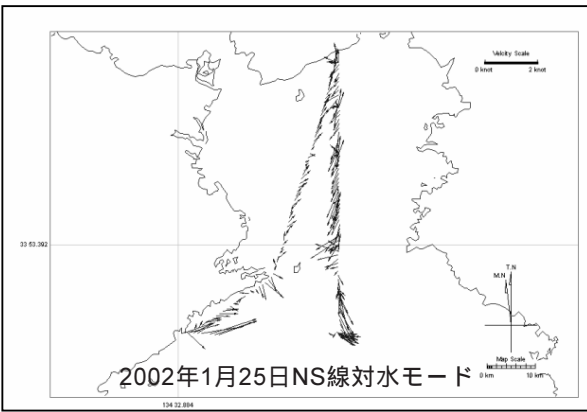 Velocity Scale
0 knot 2 knot
33 53.392
T.N
M.N
Map Scale
0 km 10 km
2002年1月25日NS線対水モード
134 32.804